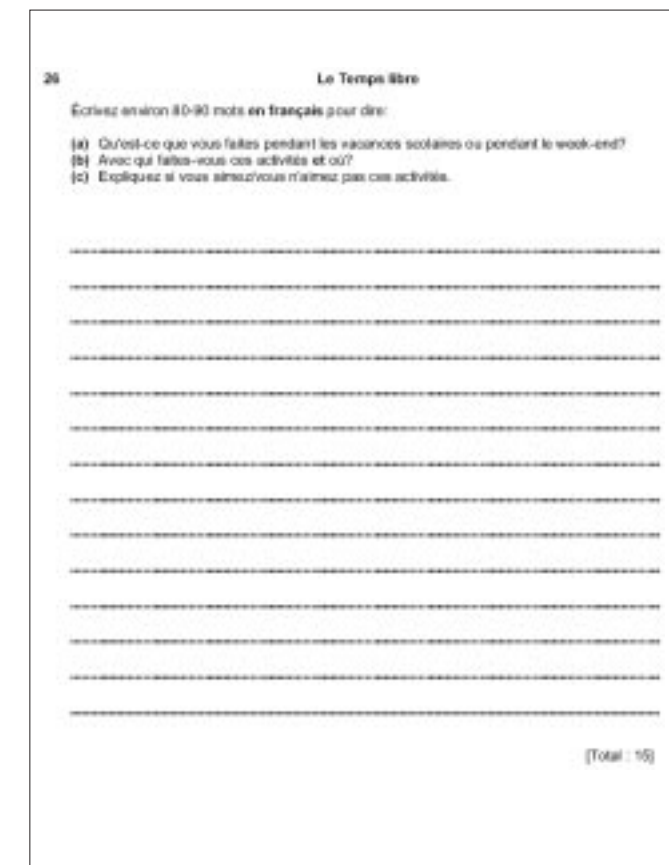 26
Le Temps libre
Écrivez environ 80-90 mots en français pour dire:
(a) Qu'est-ce que vous faites pendant les vacances scolaires ou pendant le week-end?
(b) Avec qui faites-vous ces activités et où?
(c) Expliquez si vous aimez/vous n'aimez pas ces activités.
[Total : 15]